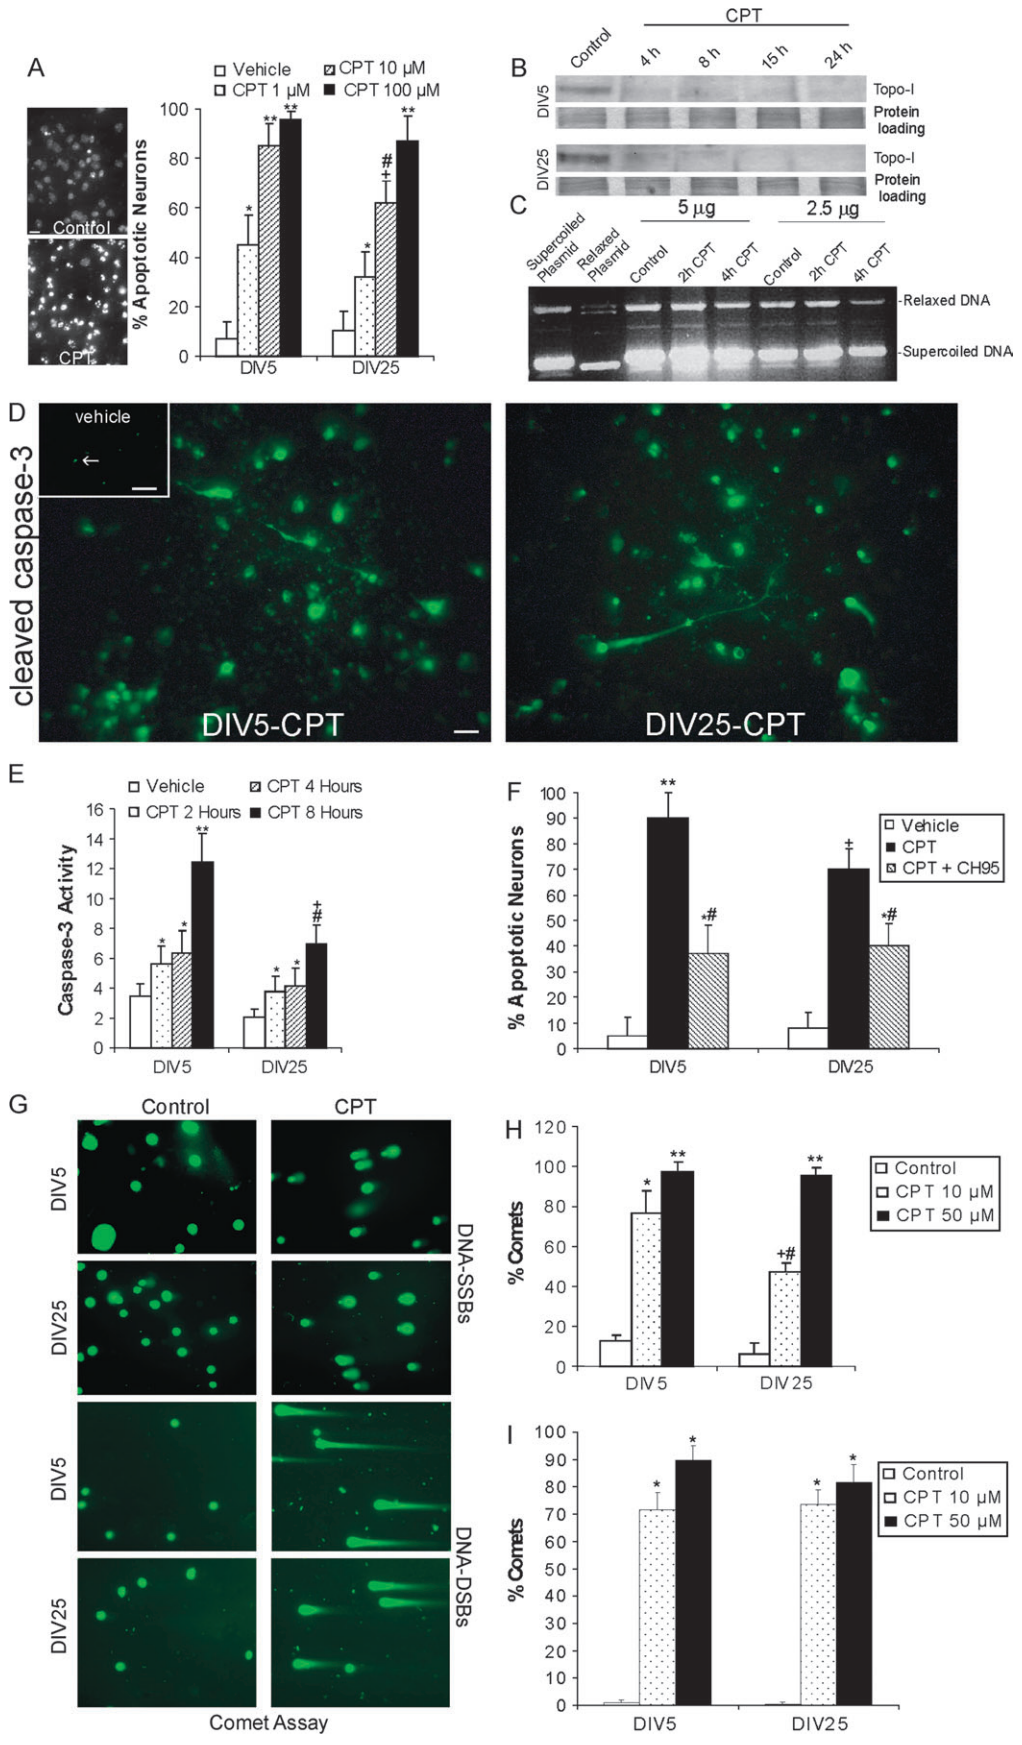 A
Vehicle
CPT 10 µM
CPT 1 µM
CPT 100 µM
Control
CPT
% Apoptotic Neurons
100
80
60
40
20
0
*
**
**
*
#
+
**
DIV5
DIV25
B
CPT
Control
4 h
8 h
15 h
24 h
DIV5
Topo-I
Protein
loading
DIV25
Topo-I
Protein
loading
C
5 µg
2.5 µg
Supercoiled
Plasmid
Relaxed
Plasmid
Control
2h CPT
4h CPT
Control
2h CPT
4h CPT
-Relaxed DNA
-Supercoiled DNA
D
cleaved caspase-3
vehicle
←
DIV5-CPT
DIV25-CPT
E
Vehicle
CPT 4 Hours
CPT 2 Hours
CPT 8 Hours
Caspase-3 Activity
16
14
12
10
8
6
4
2
0
*
*
**
*
*
+
#
DIV5
DIV25
F
Vehicle
CPT
CPT + CH95
% Apoptotic Neurons
100
90
80
70
60
50
40
30
20
10
0
**
*#
±
*#
DIV5
DIV25
G
Control
CPT
DIV5
DIV25
DNA-SSBs
DIV5
DIV25
DNA-DSBs
Comet Assay
H
Control
CPT 10 µM
CPT 50 µM
% Comets
120
100
80
60
40
20
0
*
**
+#
**
DIV5
DIV25
I
Control
CPT 10 µM
CPT 50 µM
% Comets
100
90
80
70
60
50
40
30
20
10
0
*
*
*
*
DIV5
DIV25